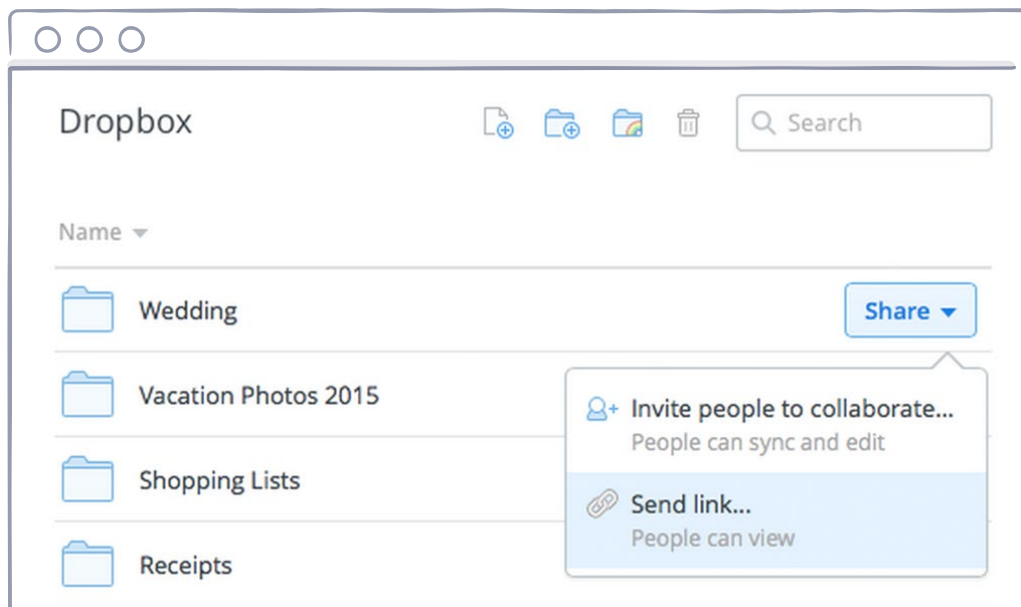 Dropbox
Search
Name
Wedding
Share
Vacation Photos 2015
Invite people to collaborate...
People can sync and edit
Shopping Lists
Send link...
People can view
Receipts